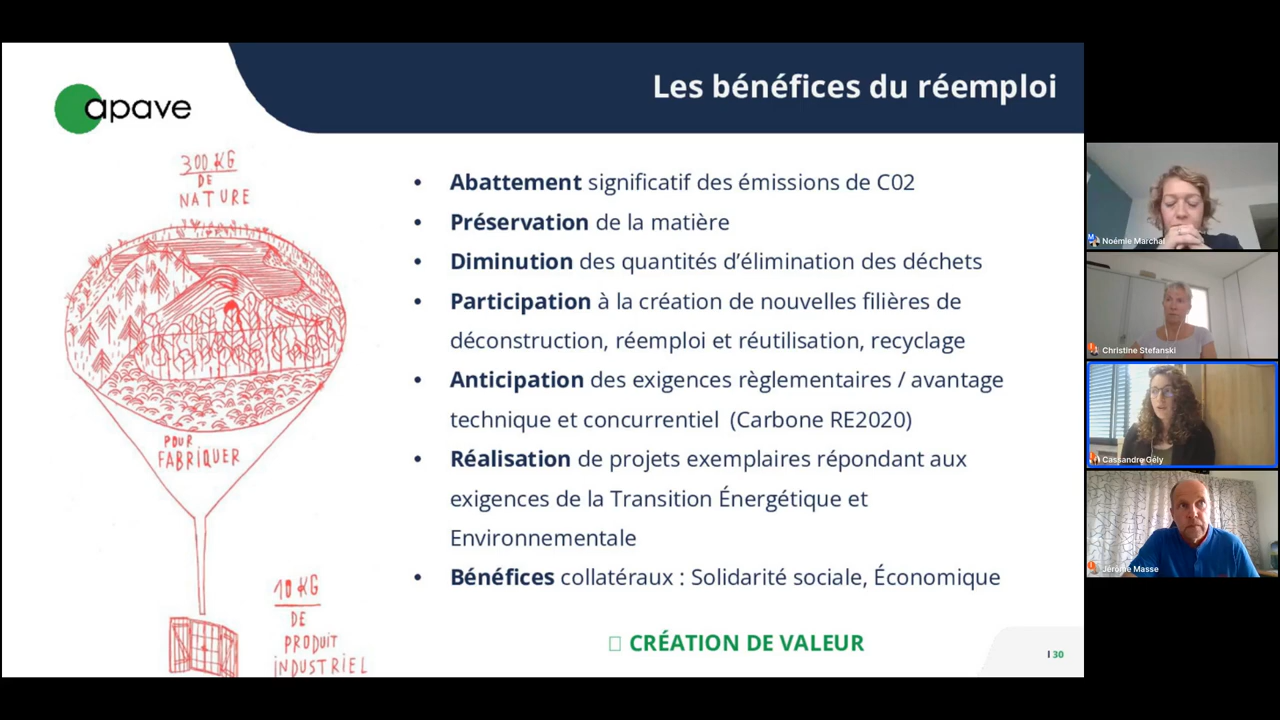 apave
Les bénéfices du réemploi
300 KG
DE
NATURE
POUR
FABRIQUER
10 KG
DE
PRODUIT
INDUSTRIEL
• Abattement significatif des émissions de C02
• Préservation de la matière
• Diminution des quantités d’élimination des déchets
• Participation à la création de nouvelles filières de
déconstruction, réemploi et réutilisation, recyclage
• Anticipation des exigences règlementaires / avantage
technique et concurrentiel (Carbone RE2020)
• Réalisation de projets exemplaires répondant aux
exigences de la Transition Énergétique et
Environnementale
• Bénéfices collatéraux : Solidarité sociale, Économique
CRÉATION DE VALEUR
I 30
Noémie Marchal
Christine Stefanski
Cassandre Gély
Jérôme Masse